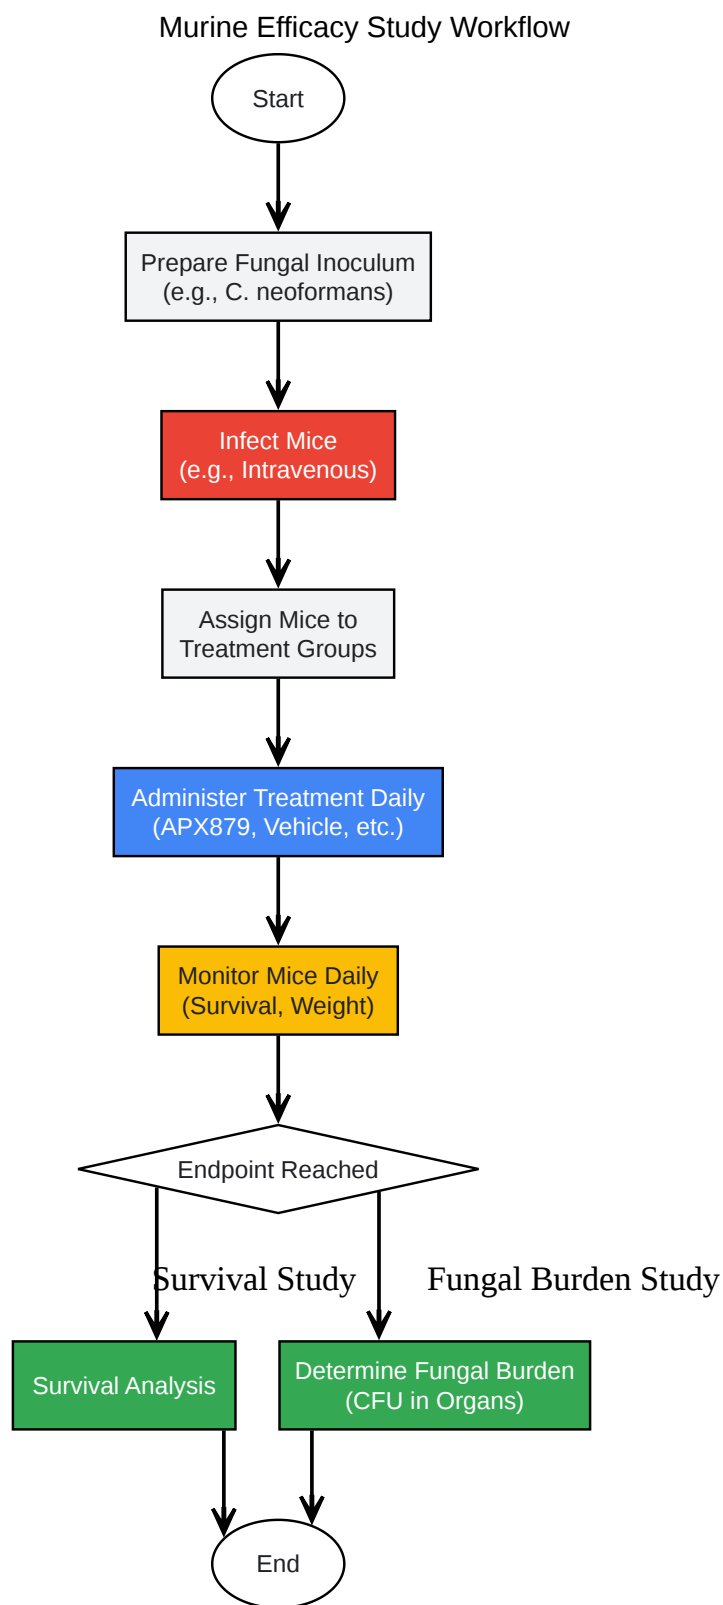 Murine Efficacy Study Workflow
Start
Prepare Fungal Inoculum
(e.g., C. neoformans)
Infect Mice
(e.g., Intravenous)
Assign Mice to
Treatment Groups
Administer Treatment Daily
(APX879, Vehicle, etc.)
Monitor Mice Daily
(Survival, Weight)
Endpoint Reached
Survival Study
Fungal Burden Study
Survival Analysis
Determine Fungal Burden
(CFU in Organs)
End